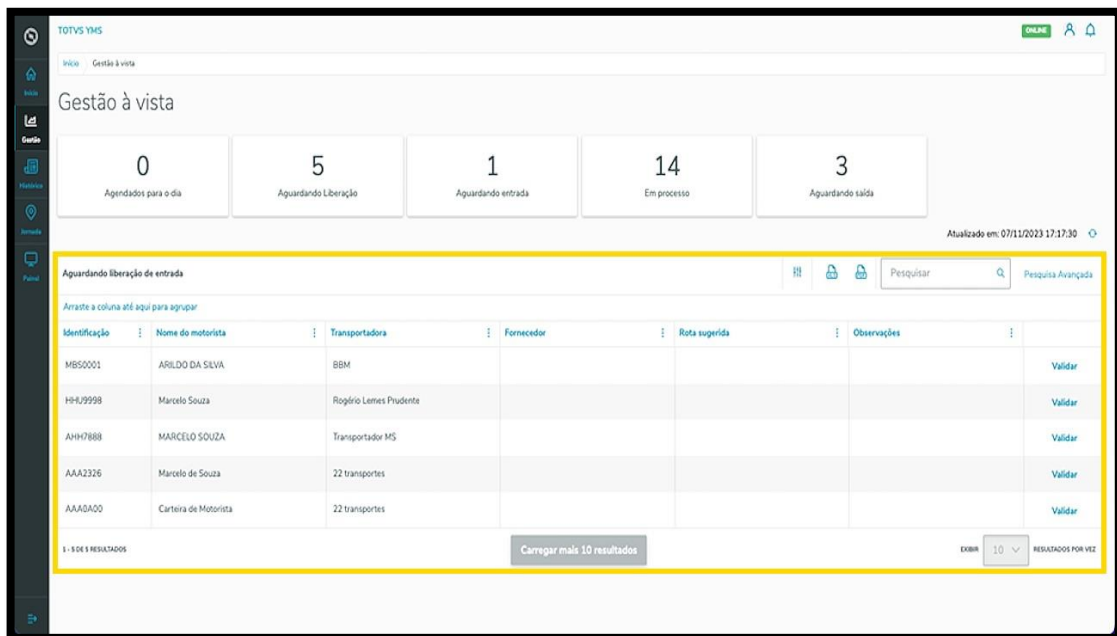 TOTVS YMS
ONLINE
Início Gestão à vista
Início
Gestão
Histórico
Jornada
Painel
Gestão à vista
0 5 1 14 3
Agendados para o dia Aguardando Liberação Aguardando entrada Em processo Aguardando saída
Atualizado em: 07/11/2023 17:17:30
Aguardando liberação de entrada Pesquisar Pesquisa Avançada
Arraste a coluna até aqui para agrupar
Identificação Nome do motorista Transportadora Fornecedor Rota sugerida Observações
MBS0001 ARILDO DA SILVA BBM Validar
HHU9998 Marcelo Souza Rogério Lemes Prudente Validar
AHH7888 MARCELO SOUZA Transportador MS Validar
AAA2326 Marcelo de Souza 22 transportes Validar
AAA0A00 Carteira de Motorista 22 transportes Validar
1 - 5 DE 5 RESULTADOS Carregar mais 10 resultados EXIBIR 10 RESULTADOS POR VEZ